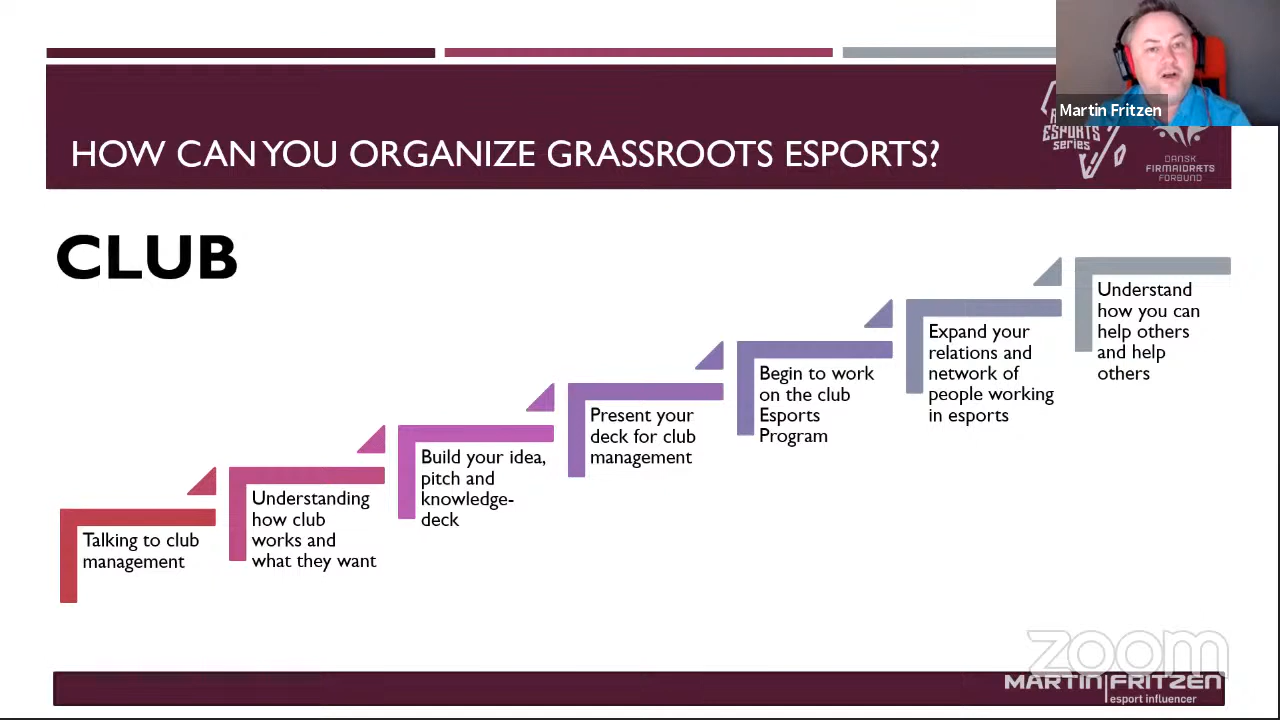 Martin Fritzen
HOW CAN YOU ORGANIZE GRASSROOTS ESPORTS?
ESPORTS
series
DANSK
FIRMAIDRÆTS
FORBUND
CLUB
Talking to club
management
Understanding
how club
works and
what they want
Build your idea,
pitch and
knowledge-
deck
Present your
deck for club
management
Begin to work
on the club
Esports
Program
Expand your
relations and
network of
people working
in esports
Understand
how you can
help others
and help
others
zoom
MARTIN FRITZEN
esport influencer